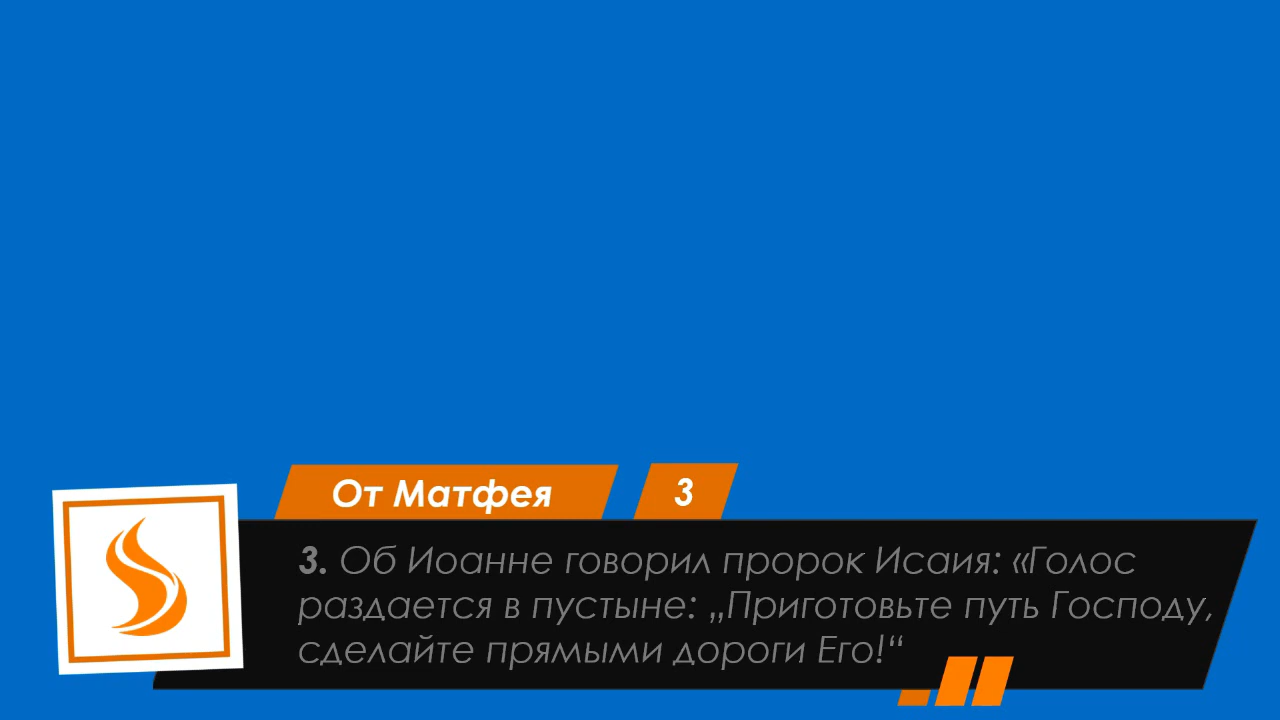 От Матфея 3
3. Об Иоанне говорил пророк Исаия: «Голос
раздается в пустыне: „Приготовьте путь Господу,
сделайте прямыми дороги Его!“